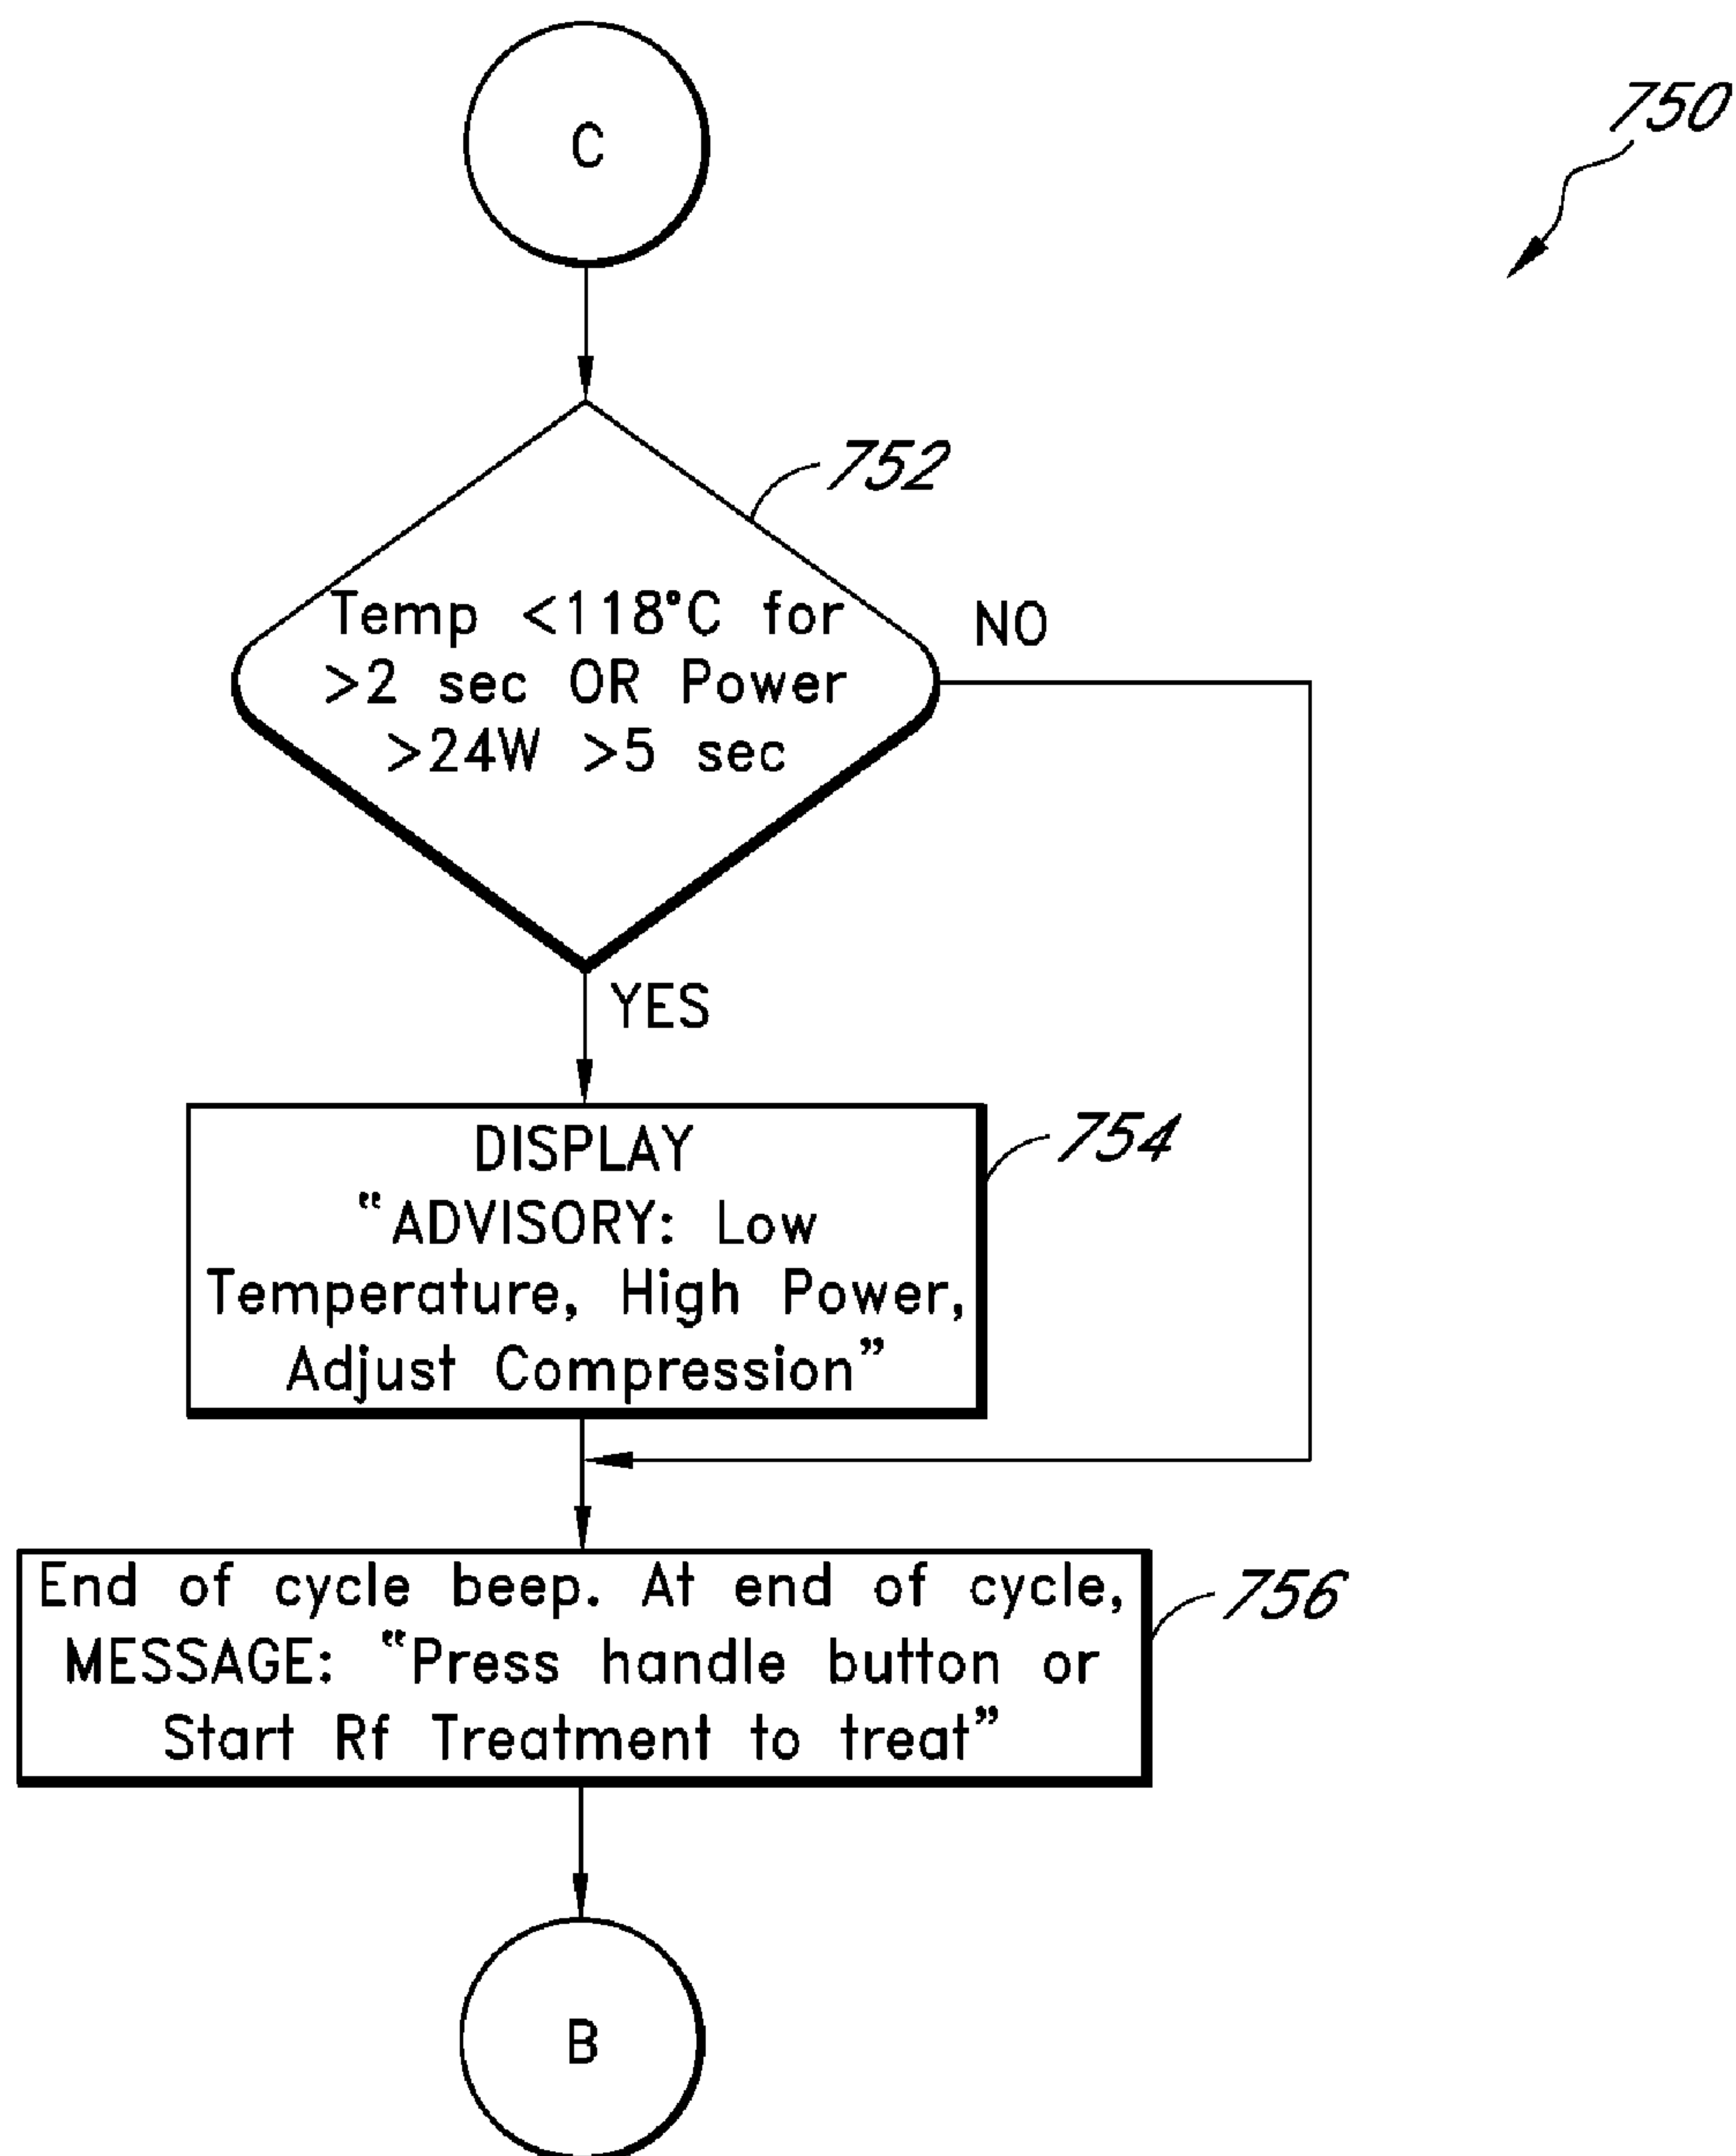 C
750
752
Temp <118°C for
>2 sec OR Power
>24W >5 sec
NO
YES
DISPLAY
754
“ADVISORY: Low
Temperature, High Power,
Adjust Compression”
End of cycle beep. At end of cycle,
756
MESSAGE: “Press handle button or
Start Rf Treatment to treat”
B